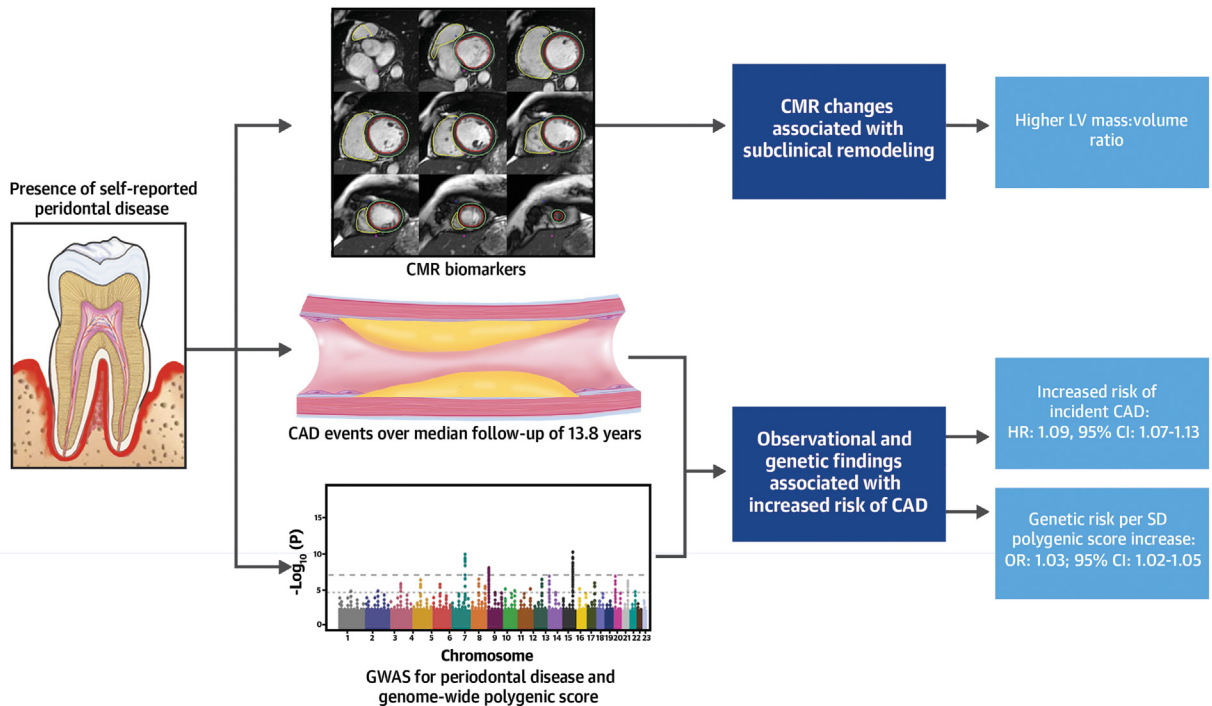 Presence of self-reported
peridontal disease
CMR biomarkers
CMR changes
associated with
subclinical remodeling
Higher LV mass:volume
ratio
CAD events over median follow-up of 13.8 years
Observational and
genetic findings
associated with
increased risk of CAD
Increased risk of
incident CAD:
HR: 1.09, 95% CI: 1.07-1.13
Genetic risk per SD
polygenic score increase:
OR: 1.03; 95% CI: 1.02-1.05
-Log10 (P)
15
10
5
0
1 2 3 4 5 6 7 8 9 10 11 12 13 14 15 16 17 18 19 20 21 22 23
Chromosome
GWAS for periodontal disease and
genome-wide polygenic score